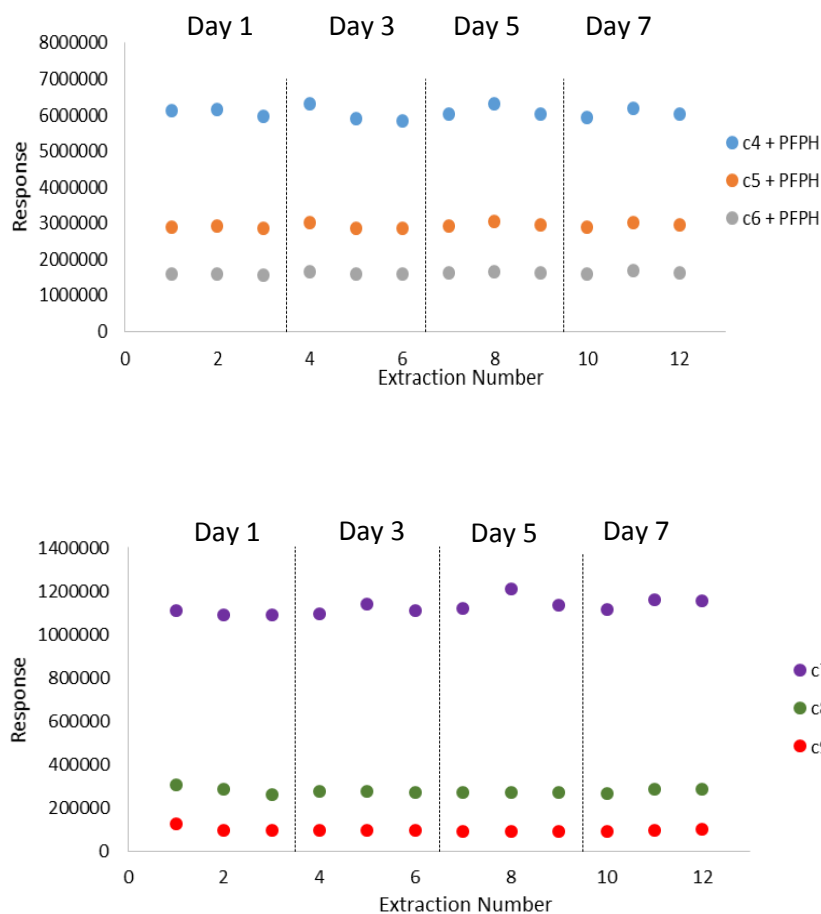 Day 1 Day 3 Day 5 Day 7
8000000
7000000
6000000
5000000
4000000
3000000
2000000
1000000
0
Response
c4 + PFPH
c5 + PFPH
c6 + PFPH
0 2 4 6 8 10 12
Extraction Number
Day 1 Day 3 Day 5 Day 7
1400000
1200000
1000000
800000
600000
400000
200000
0
Response
0 2 4 6 8 10 12
Extraction Number